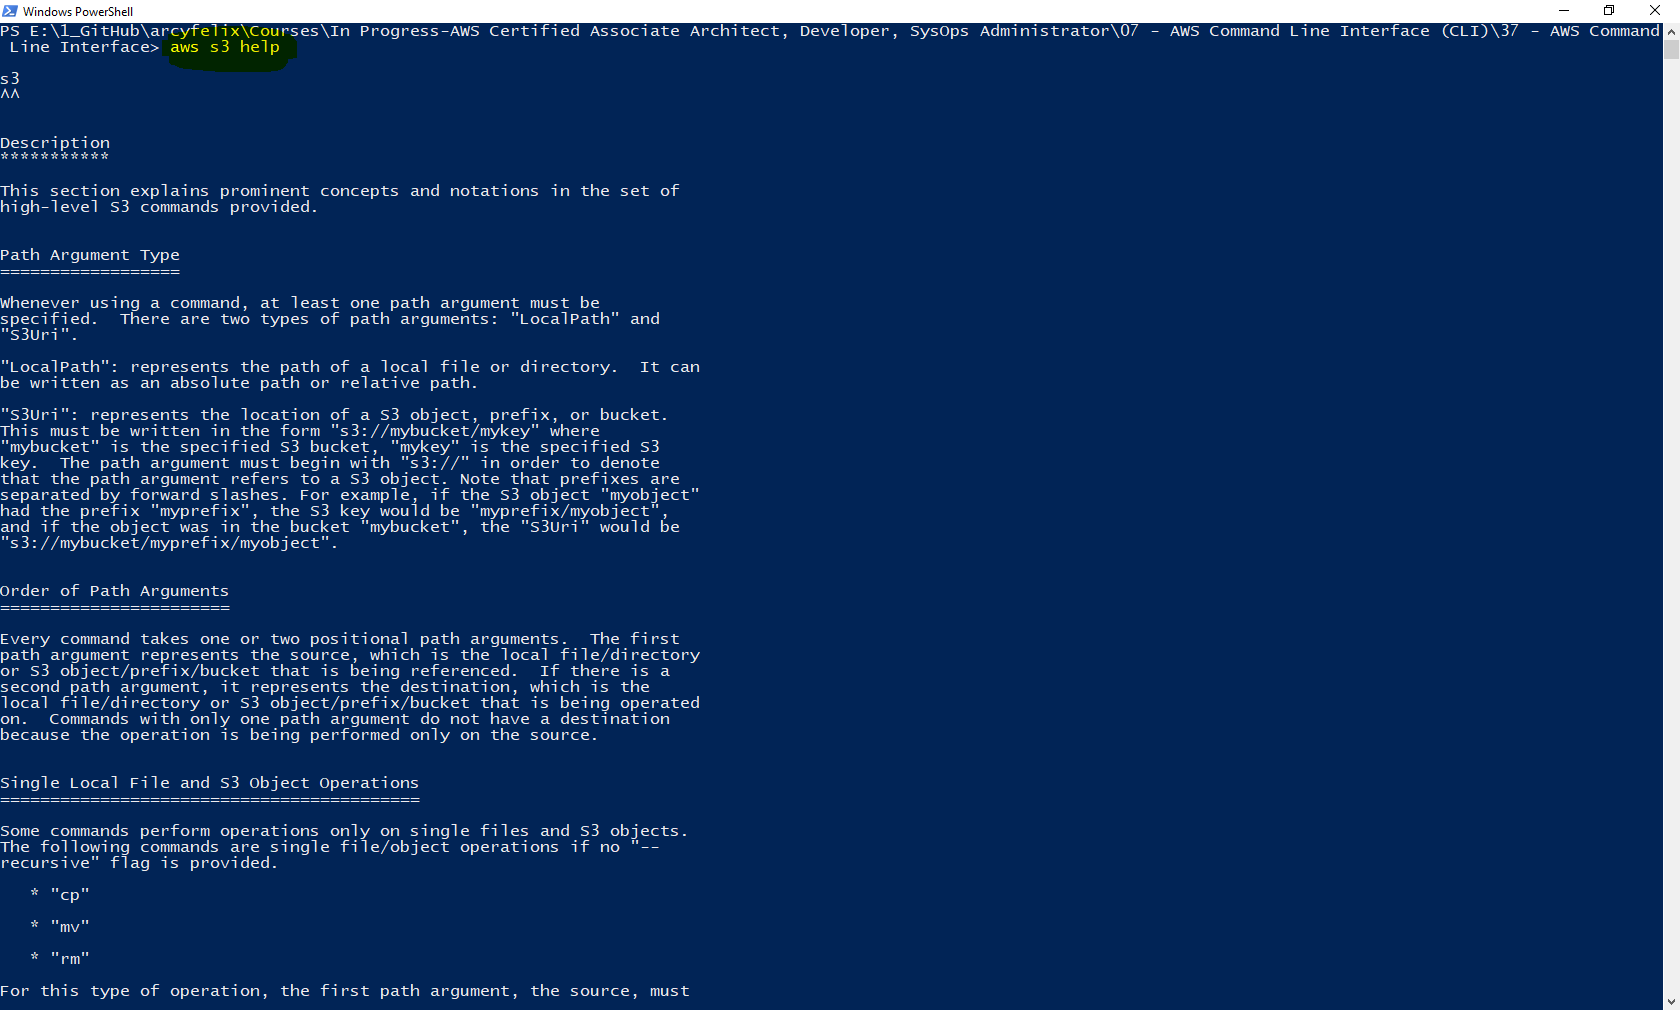 Windows PowerShell
PS E:\1_GitHub\arcyfelix\Courses\In Progress-AWS Certified Associate Architect, Developer, SysOps Administrator\07 - AWS Command Line Interface (CLI)\37 - AWS Command
Line Interface> aws s3 help
s3
^^
Description
***********
This section explains prominent concepts and notations in the set of
high-level S3 commands provided.
Path Argument Type
==================
Whenever using a command, at least one path argument must be
specified.  There are two types of path arguments: "LocalPath" and
"S3Uri".
"LocalPath": represents the path of a local file or directory.  It can
be written as an absolute path or relative path.
"S3Uri": represents the location of a S3 object, prefix, or bucket.
This must be written in the form "s3://mybucket/mykey" where
"mybucket" is the specified S3 bucket, "mykey" is the specified S3
key.  The path argument must begin with "s3://" in order to denote
that the path argument refers to a S3 object. Note that prefixes are
separated by forward slashes. For example, if the S3 object "myobject"
had the prefix "myprefix", the S3 key would be "myprefix/myobject",
and if the object was in the bucket "mybucket", the "S3Uri" would be
"s3://mybucket/myprefix/myobject".
Order of Path Arguments
=======================
Every command takes one or two positional path arguments.  The first
path argument represents the source, which is the local file/directory
or S3 object/prefix/bucket that is being referenced.  If there is a
second path argument, it represents the destination, which is the
local file/directory or S3 object/prefix/bucket that is being operated
on.  Commands with only one path argument do not have a destination
because the operation is being performed only on the source.
Single Local File and S3 Object Operations
==========================================
Some commands perform operations only on single files and S3 objects.
The following commands are single file/object operations if no "--
recursive" flag is provided.
* "cp"
* "mv"
* "rm"
For this type of operation, the first path argument, the source, must